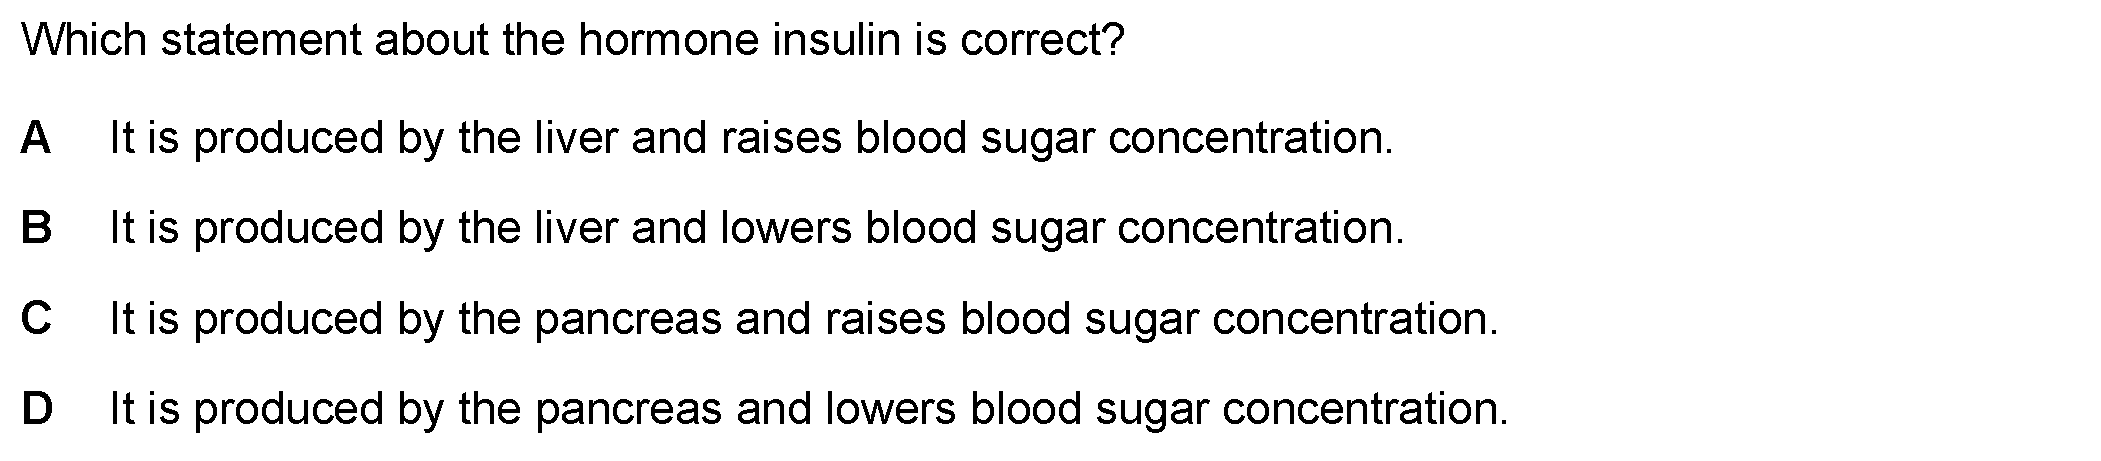 Which statement about the hormone insulin is correct?
A It is produced by the liver and raises blood sugar concentration.
B It is produced by the liver and lowers blood sugar concentration.
C It is produced by the pancreas and raises blood sugar concentration.
D It is produced by the pancreas and lowers blood sugar concentration.